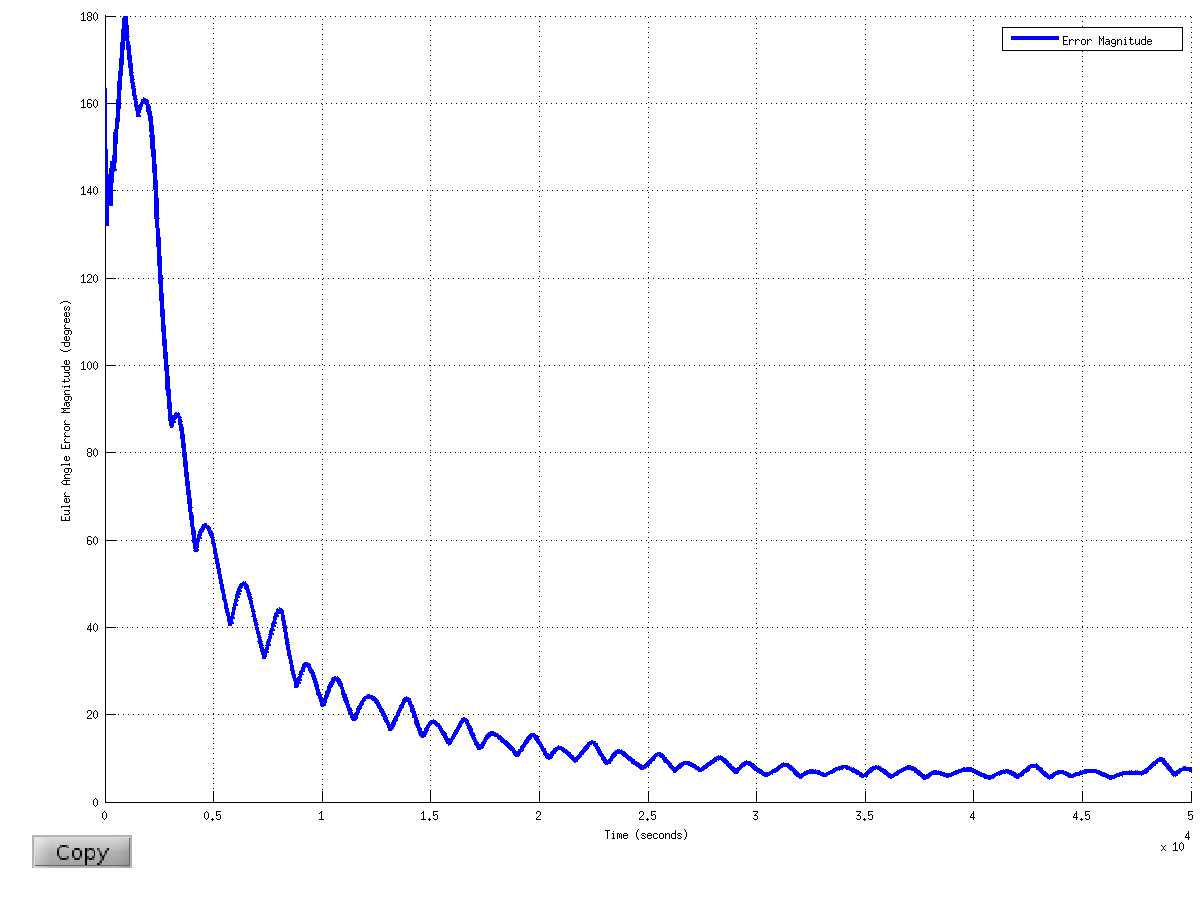 180
160
140
120
100
80
60
40
20
0
Euler Angle Error Magnitude (degrees)
Error Magnitude
0 0.5 1 1.5 2 2.5 3 3.5 4 4.5 5
Time (seconds)
x 10 4
Copy